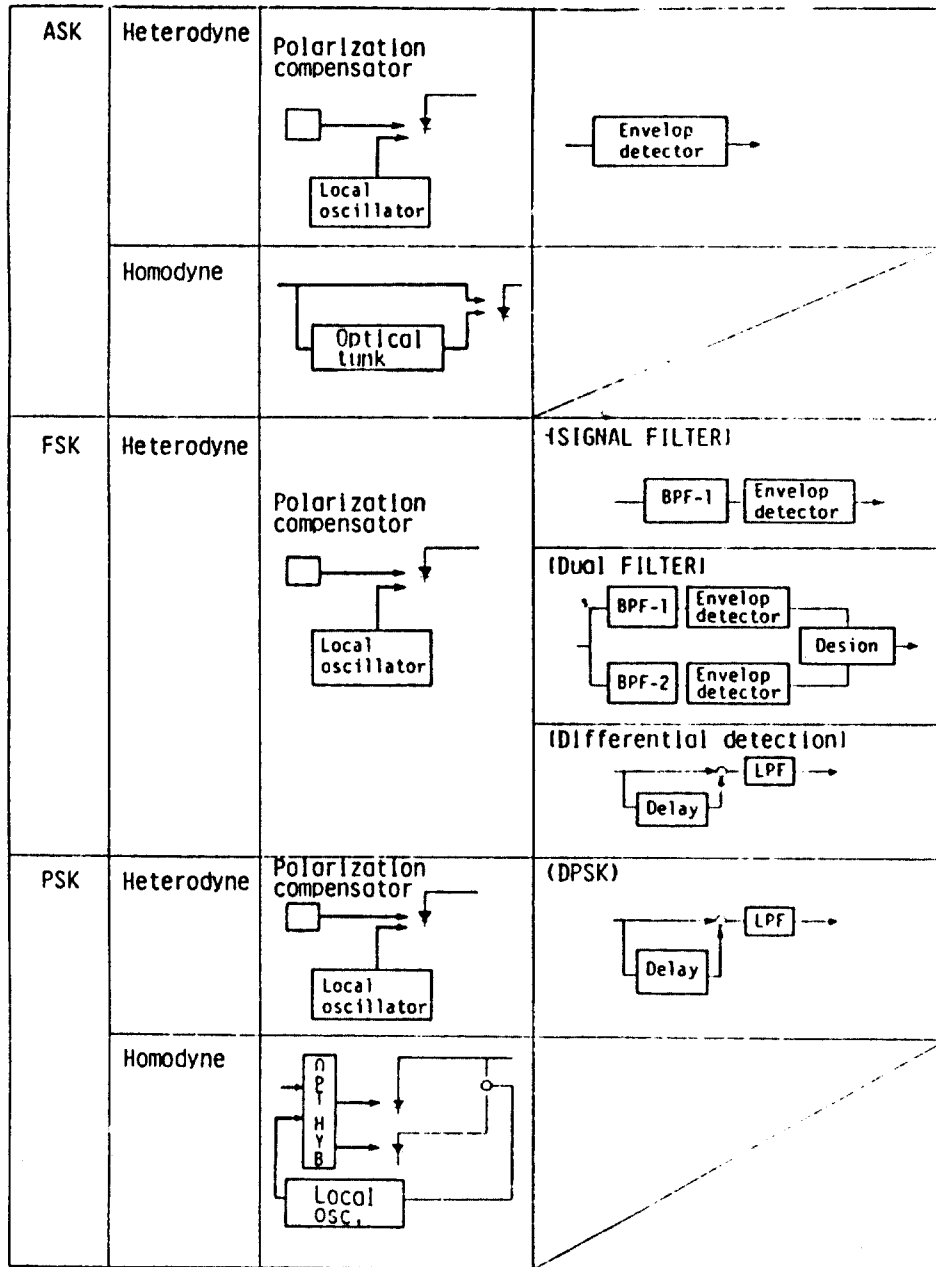 ASK
Heterodyne
Polarization
compensator
Local
oscillator
Envelop
detector
Homodyne
Optical
tunk
FSK
Heterodyne
Polarization
compensator
Local
oscillator
(SIGNAL FILTER)
BPF-1
Envelop
detector
(Dual FILTER)
BPF-1
Envelop
detector
Desion
BPF-2
Envelop
detector
(Differential detection)
LPF
Delay
PSK
Heterodyne
Polarization
compensator
Local
oscillator
(DPSK)
LPF
Delay
Homodyne
OPT HYB
Local
osc.